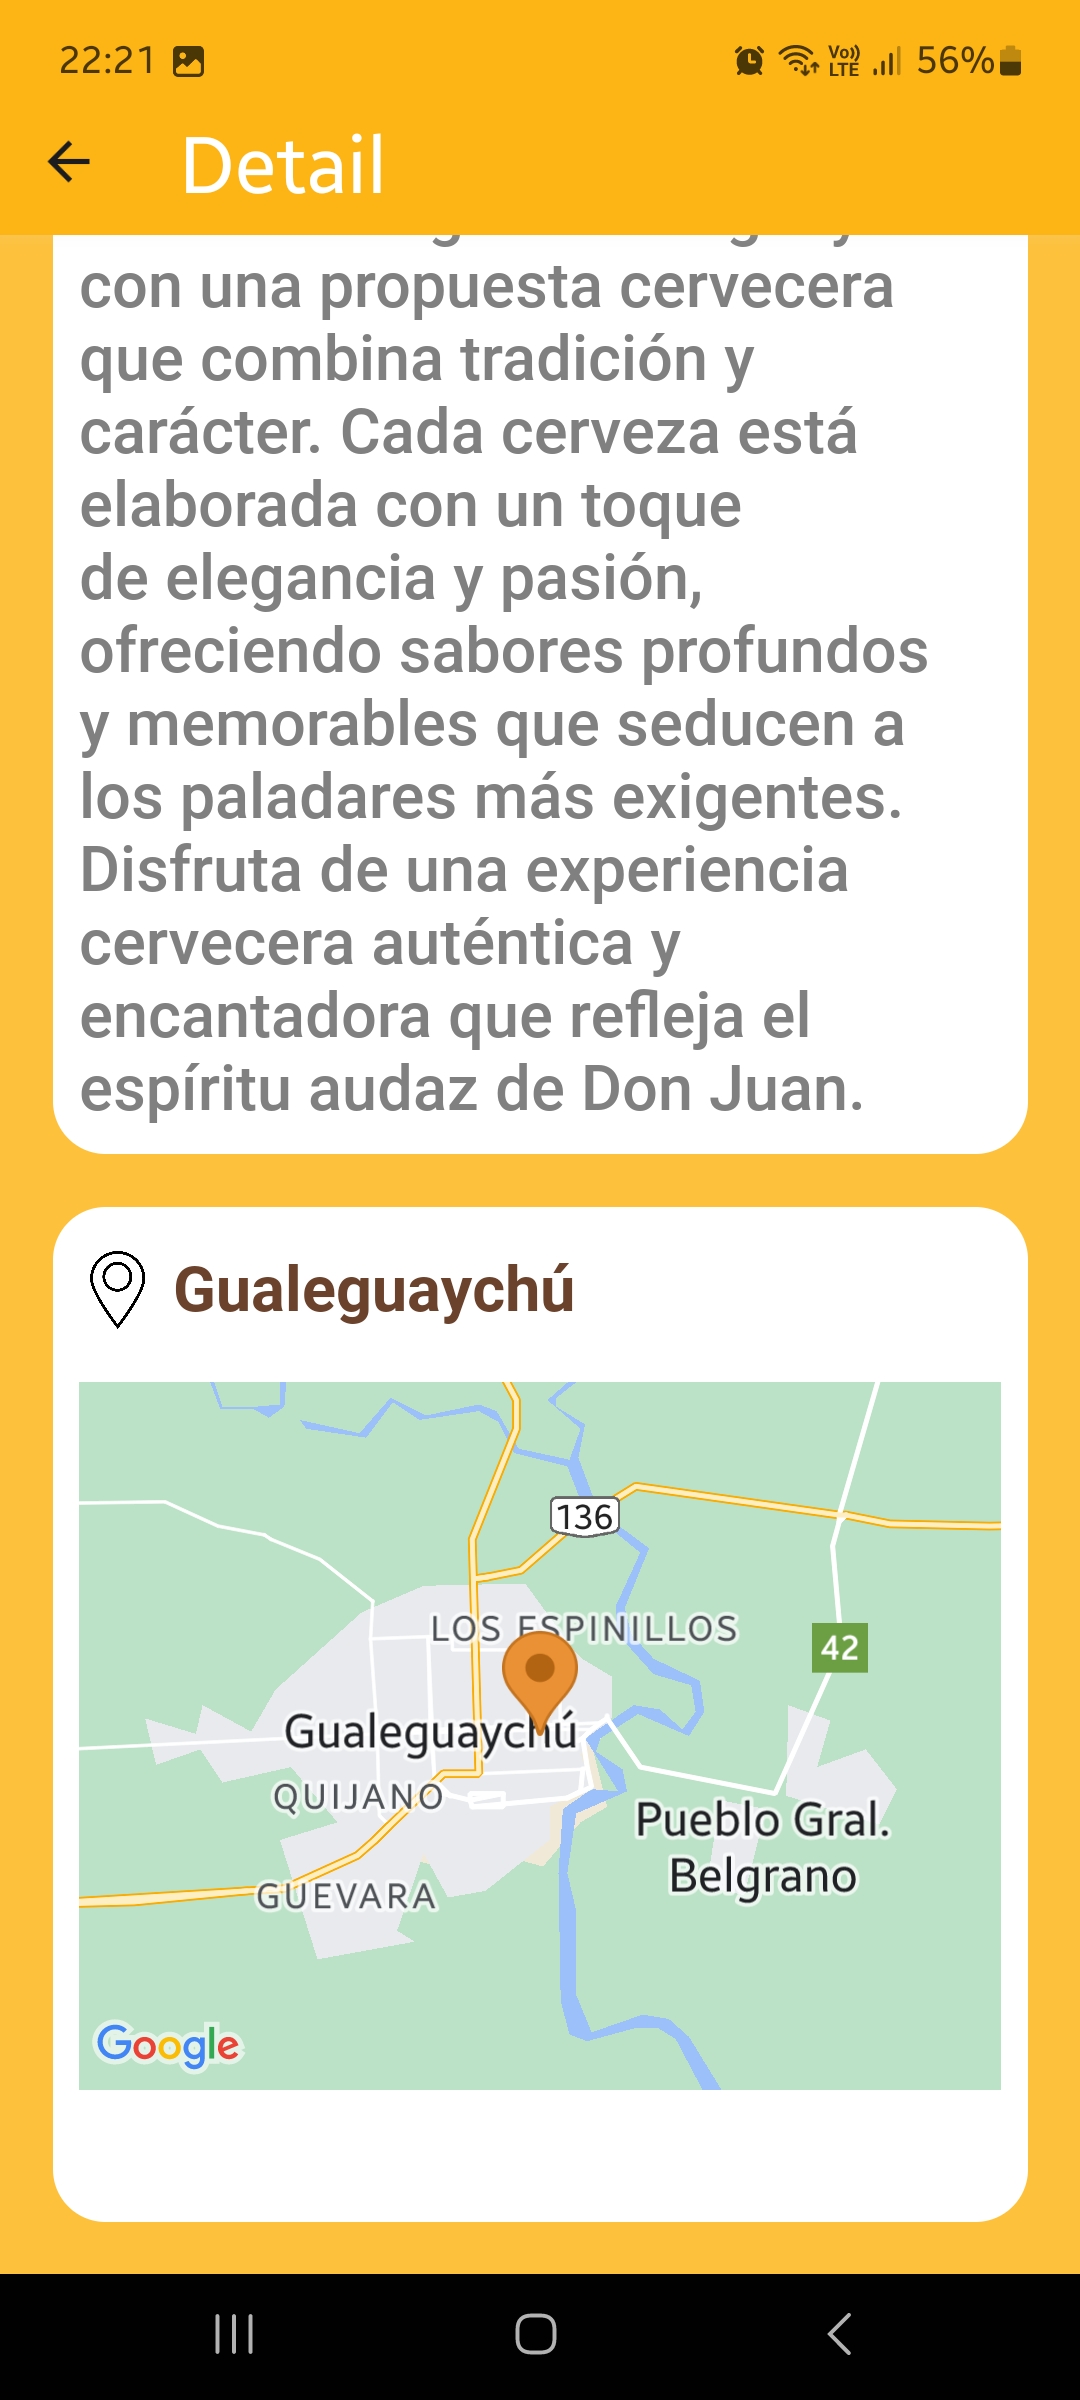 22:21
Vo)) LTE 56%
Detail
con una propuesta cervecera
que combina tradición y
carácter. Cada cerveza está
elaborada con un toque
de elegancia y pasión,
ofreciendo sabores profundos
y memorables que seducen a
los paladares más exigentes.
Disfruta de una experiencia
cervecera auténtica y
encantadora que refleja el
espíritu audaz de Don Juan.
Gualeguaychú
136
LOS ESPINILLOS
42
Gualeguaychú
QUIJANO
Pueblo Gral.
Belgrano
GUEVARA
Google